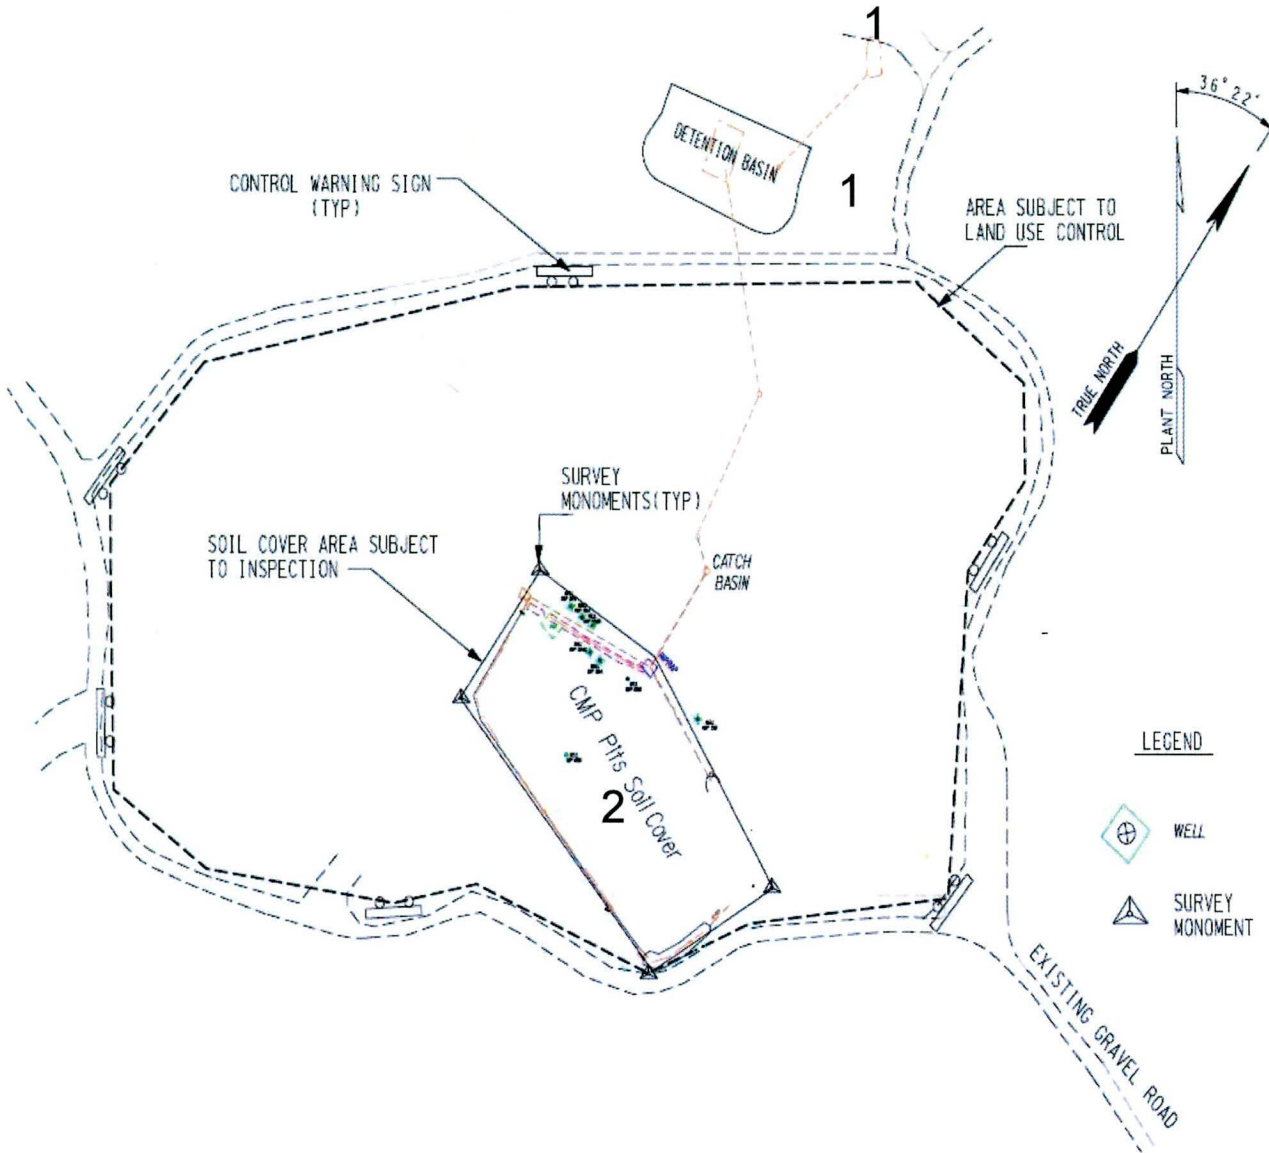 1
36° 22'
DETENTION BASIN
1
CONTROL WARNING SIGN
(TYP)
AREA SUBJECT TO
LAND USE CONTROL
TRUE NORTH
PLANT NORTH
SURVEY
MONOMENTS(TYP)
SOIL COVER AREA SUBJECT
TO INSPECTION
CATCH
BASIN
CMP Pits Soil Cover
2
LEGEND
WELL
SURVEY
MONOMENT
EXISTING GRAVEL ROAD